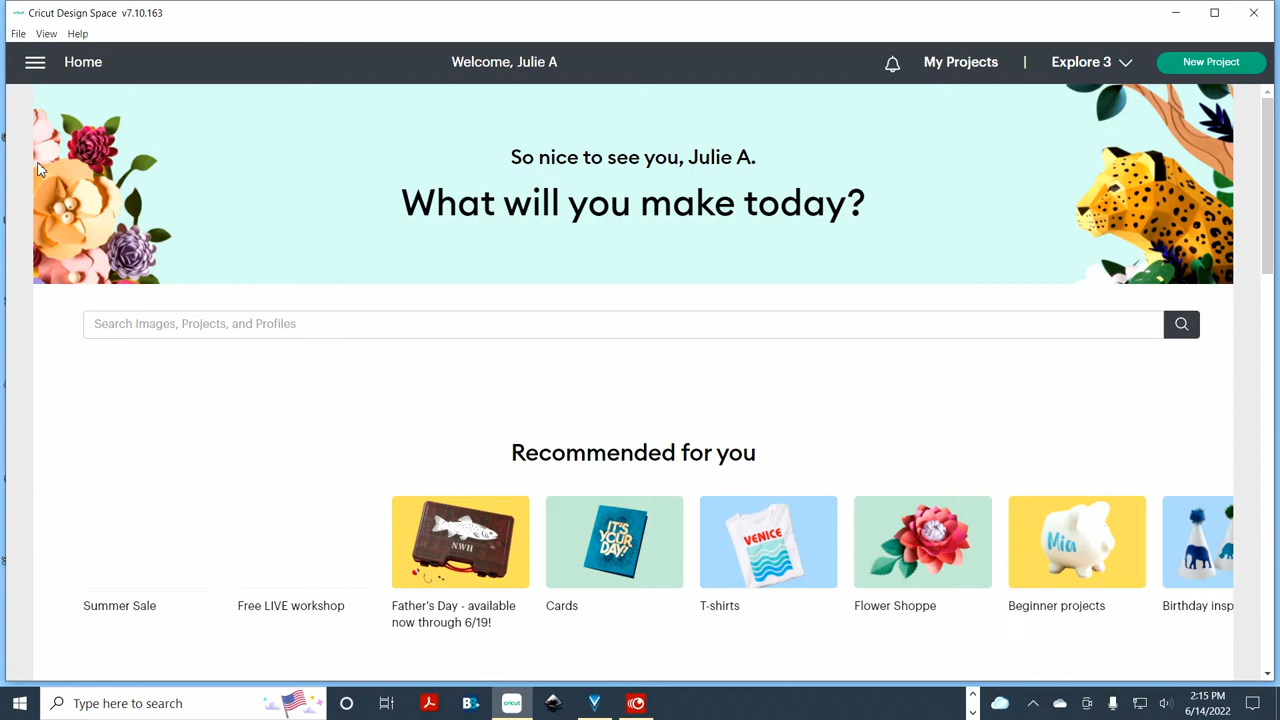 Cricut Design Space v7.10.163
File View Help
Home
Welcome, Julie A
My Projects | Explore 3
New Project
So nice to see you, Julie A.
What will you make today?
Search Images, Projects, and Profiles
Recommended for you
NWH
IT'S
YOUR
DAY!
VENICE
Mia
Summer Sale
Free LIVE workshop
Father's Day - available
now through 6/19!
Cards
T-shirts
Flower Shoppe
Beginner projects
Birthday insp
Type here to search
cricut
2:15 PM
6/14/2022